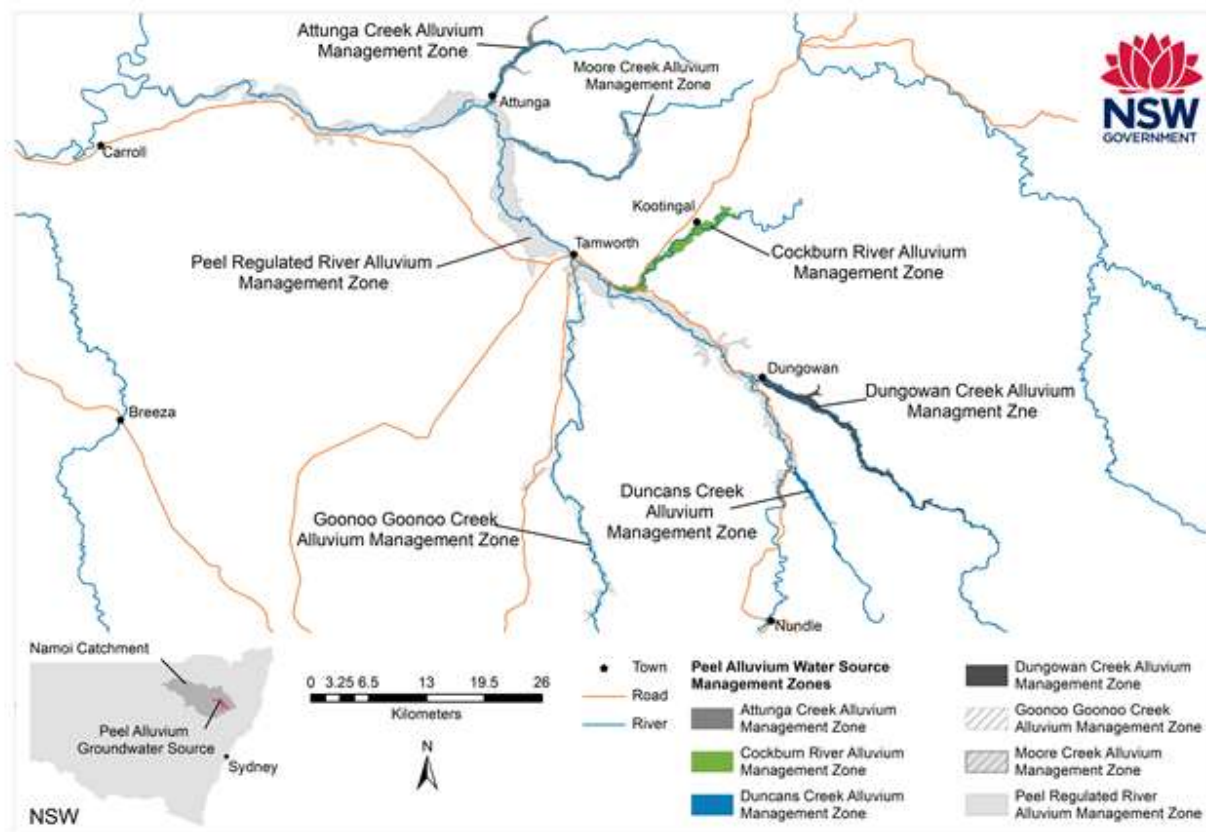 Attunga Creek Alluvium
Management Zone
Moore Creek Alluvium
Management Zone
NSW
GOVERNMENT
Attunga
Carroll
Kootingal
Cockburn River Alluvium
Management Zone
Tamworth
Peel Regulated River Alluvium
Management Zone
Dungowan
Dungowan Creek Alluvium
Managment Zne
Breeza
Duncans Creek
Alluvium
Management Zone
Goonoo Goonoo Creek
Alluvium Management Zone
Nundle
Namoi Catchment
Peel Alluvium
Groundwater Source
Sydney
NSW
0 3.25 6.5 13 19.5 26
Kilometers
N
Town
Road
River
Peel Alluvium Water Source
Management Zones
Attunga Creek Alluvium
Management Zone
Cockburn River Alluvium
Management Zone
Duncans Creek Alluvium
Management Zone
Dungowan Creek Alluvium
Management Zone
Goonoo Goonoo Creek
Alluvium Management Zone
Moore Creek Alluvium
Management Zone
Peel Regulated River
Alluvium Management Zone